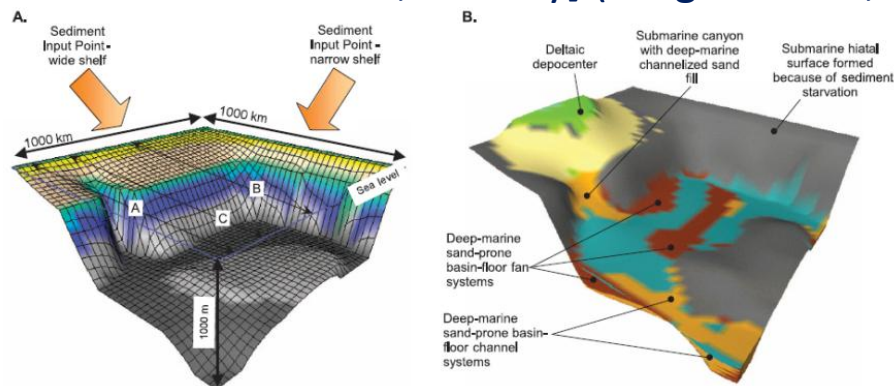 A.
Sediment
Input Point -
wide shelf
Sediment
Input Point -
narrow shelf
1000 km
1000 km
Sea level
A
B
C
1000 m
B.
Deltaic
depocenter
Submarine canyon
with deep-marine
channelized sand
fill
Submarine hiatal
surface formed
because of sediment
starvation
Deep-marine
sand-prone
basin-floor fan
systems
Deep-marine
sand-prone basin-
floor channel
systems